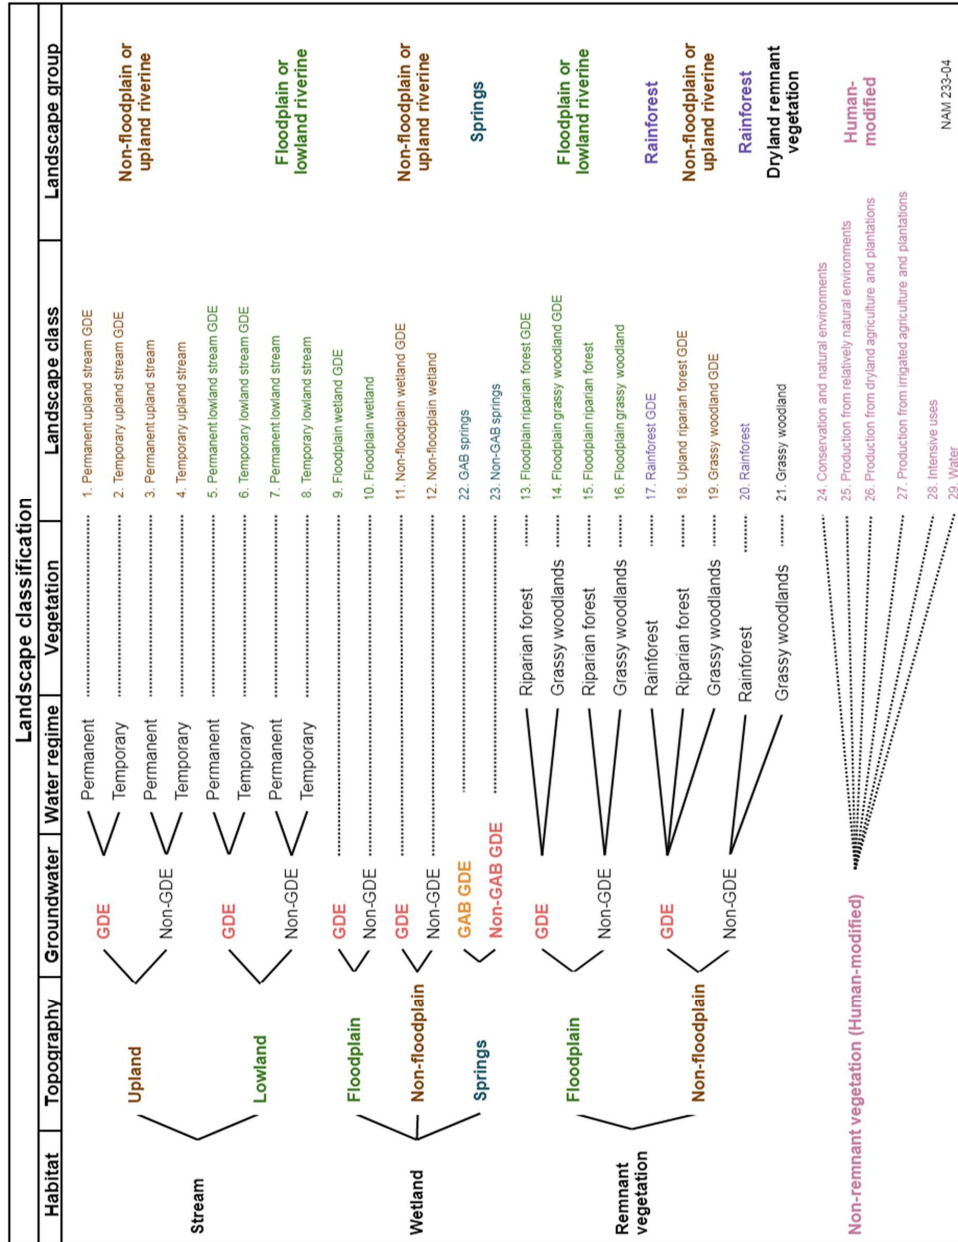 Landscape classification
Habitat Topography Groundwater Water regime Vegetation Landscape class Landscape group
Stream
Upland
GDE
Permanent
1. Permanent upland stream GDE
Temporary
2. Temporary upland stream GDE
Non-GDE
Permanent
3. Permanent upland stream
Temporary
4. Temporary upland stream
Non-floodplain or
upland riverine
Lowland
GDE
Permanent
5. Permanent lowland stream GDE
Temporary
6. Temporary lowland stream GDE
Non-GDE
Permanent
7. Permanent lowland stream
Temporary
8. Temporary lowland stream
Floodplain or
lowland riverine
Wetland
Floodplain
GDE
9. Floodplain wetland GDE
Non-GDE
10. Floodplain wetland
Non-floodplain
GDE
11. Non-floodplain wetland GDE
Non-GDE
12. Non-floodplain wetland
Non-floodplain or
upland riverine
Springs
GAB GDE
22. GAB springs
Non-GAB GDE
23. Non-GAB springs
Springs
Remnant
vegetation
Floodplain
GDE
Riparian forest
13. Floodplain riparian forest GDE
Grassy woodlands
14. Floodplain grassy woodland GDE
Non-GDE
Riparian forest
15. Floodplain riparian forest
Grassy woodlands
16. Floodplain grassy woodland
Floodplain or
lowland riverine
Non-floodplain
GDE
Rainforest
17. Rainforest GDE
Rainforest
Riparian forest
18. Upland riparian forest GDE
Grassy woodlands
19. Grassy woodland GDE
Non-floodplain or
upland riverine
Non-GDE
Rainforest
20. Rainforest
Rainforest
Grassy woodlands
21. Grassy woodland
Dryland remnant
vegetation
Non-remnant vegetation (Human-modified)
24. Conservation and natural environments
25. Production from relatively natural environments
26. Production from dryland agriculture and plantations
27. Production from irrigated agriculture and plantations
28. Intensive uses
29. Water
Human-
modified
NAM 233-04